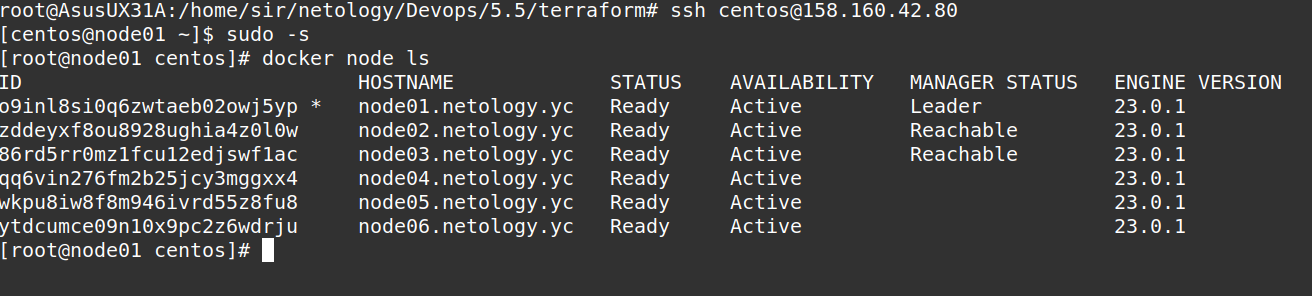 root@AsusUX31A:/home/sir/netology/Devops/5.5/terraform# ssh centos@158.160.42.80
[centos@node01 ~]$ sudo -s
[root@node01 centos]# docker node ls
ID HOSTNAME STATUS AVAILABILITY MANAGER STATUS ENGINE VERSION
o9inl8si0q6zwtaeb02owj5yp * node01.netology.yc Ready Active Leader 23.0.1
zddeyxf8ou8928ughia4z0l0w node02.netology.yc Ready Active Reachable 23.0.1
86rd5rr0mz1fcu12edjswf1ac node03.netology.yc Ready Active Reachable 23.0.1
qq6vin276fm2b25jcy3mggxx4 node04.netology.yc Ready Active 23.0.1
wkpu8iw8f8m946ivrd55z8fu8 node05.netology.yc Ready Active 23.0.1
ytdcumce09n10x9pc2z6wdrju node06.netology.yc Ready Active 23.0.1
[root@node01 centos]#